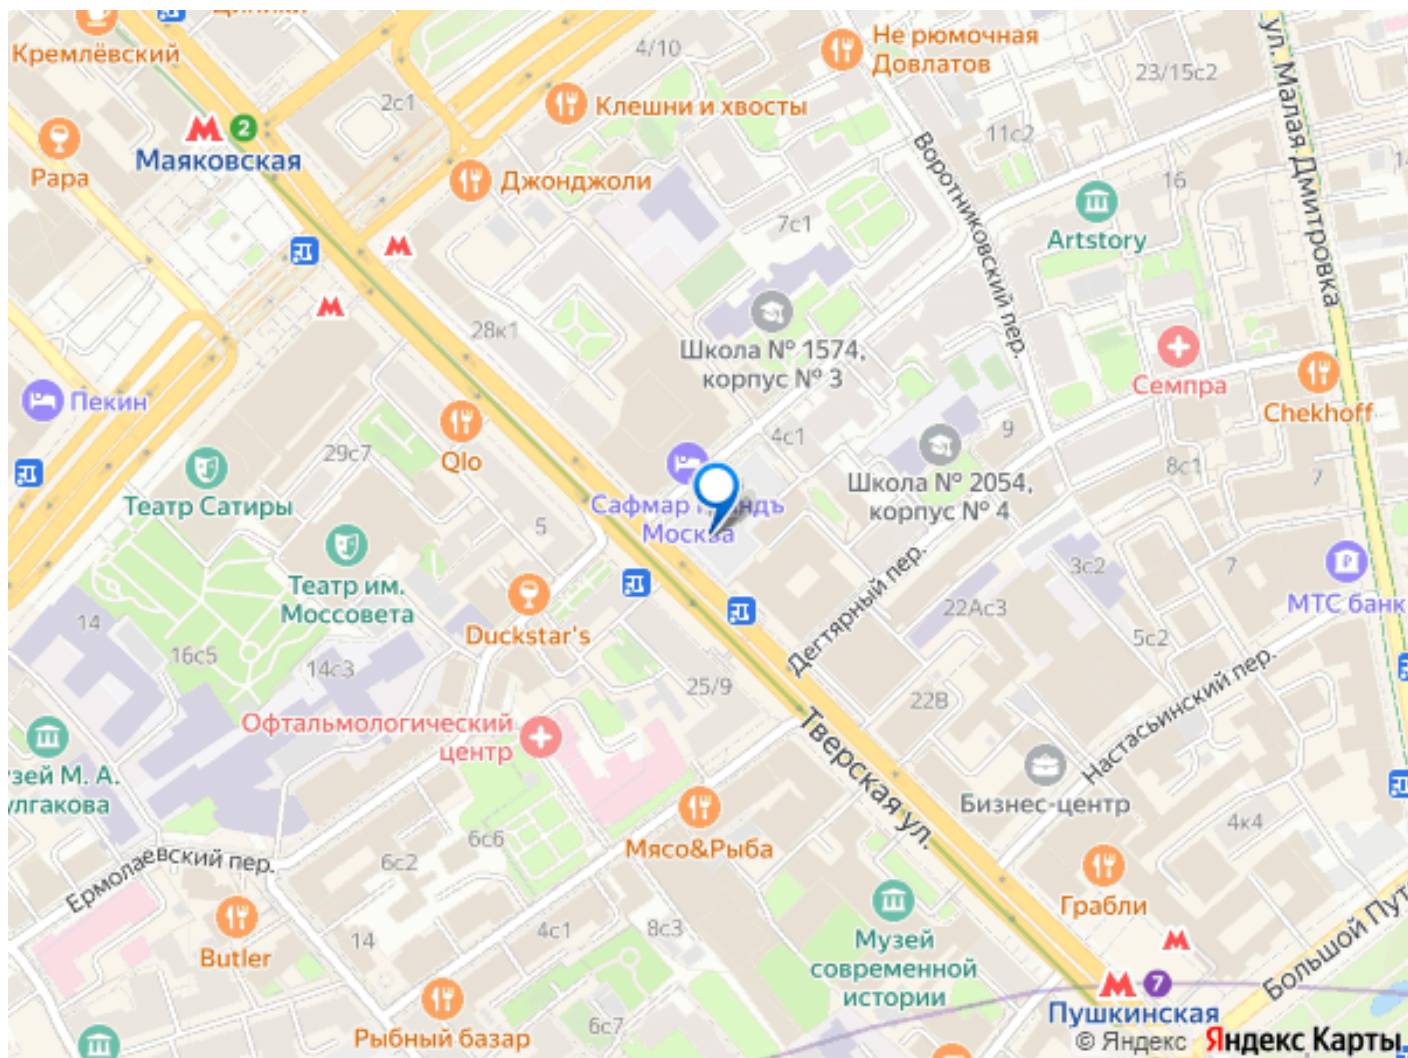 Кремлёвский
4/10
Не рюмочная
Довлатов
23/15с2
ул. Малая Дмитровка
2с1
Клешни и хвосты
11с2
2
Маяковская
Papa
Джонджоли
Воротниковский пер.
16
Artstory
7с1
28к1
Школа № 1574,
корпус № 3
Семпра
Chekhoff
Пекин
Qlo
4с1
9
29с7
Театр Сатиры
Школа № 2054,
корпус № 4
8с1
7
Сафмар
Москва
5
Театр им.
Моссовета
Duckstar's
Дегтярный пер.
3с2
7
22Ас3
МТС банк
14
16с5
14с3
5с2
25/9
22В
Настасьинский пер.
Офтальмологический
центр
Тверская ул.
Бизнес-центр
4к4
Мясо&Рыба
6с6
6с2
Ермолаевский пер.
Грабли
Butler
14
4с1
8с3
Музей
современной
истории
Большой
7
Пушкинская
Рыбный базар
6с7
© Яндекс Яндекс Карты